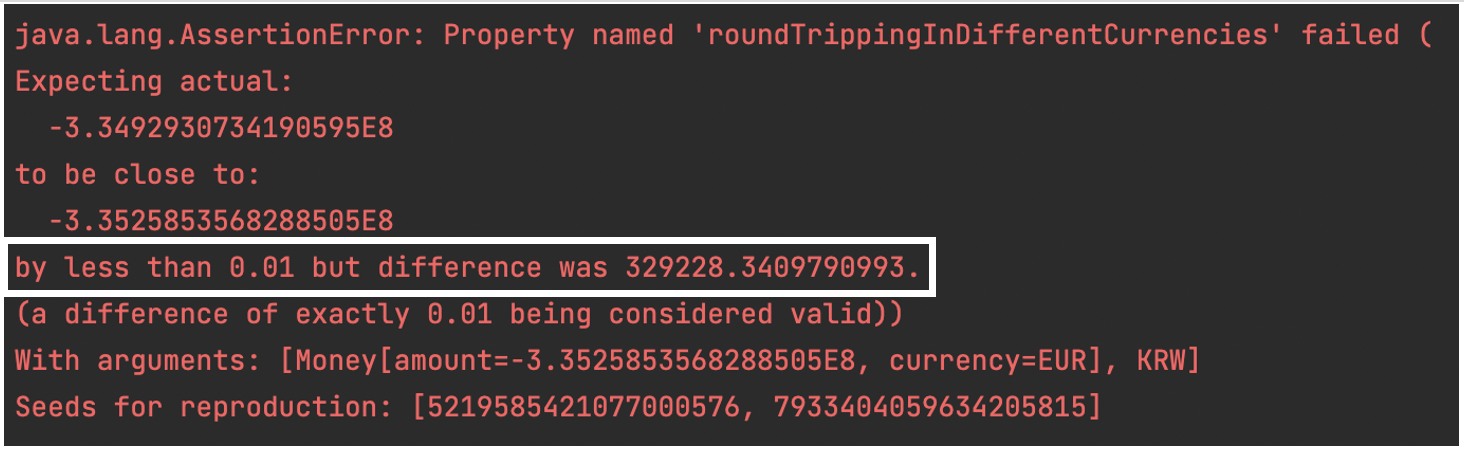 java.lang.AssertionError: Property named 'roundTrippingInDifferentCurrencies' failed (
Expecting actual:
  -3.3492930734190595E8
to be close to:
  -3.3525853568288505E8
by less than 0.01 but difference was 329228.3409790993.
(a difference of exactly 0.01 being considered valid))
With arguments: [Money[amount=-3.3525853568288505E8, currency=EUR], KRW]
Seeds for reproduction: [5219585421077000576, 7933404059634205815]